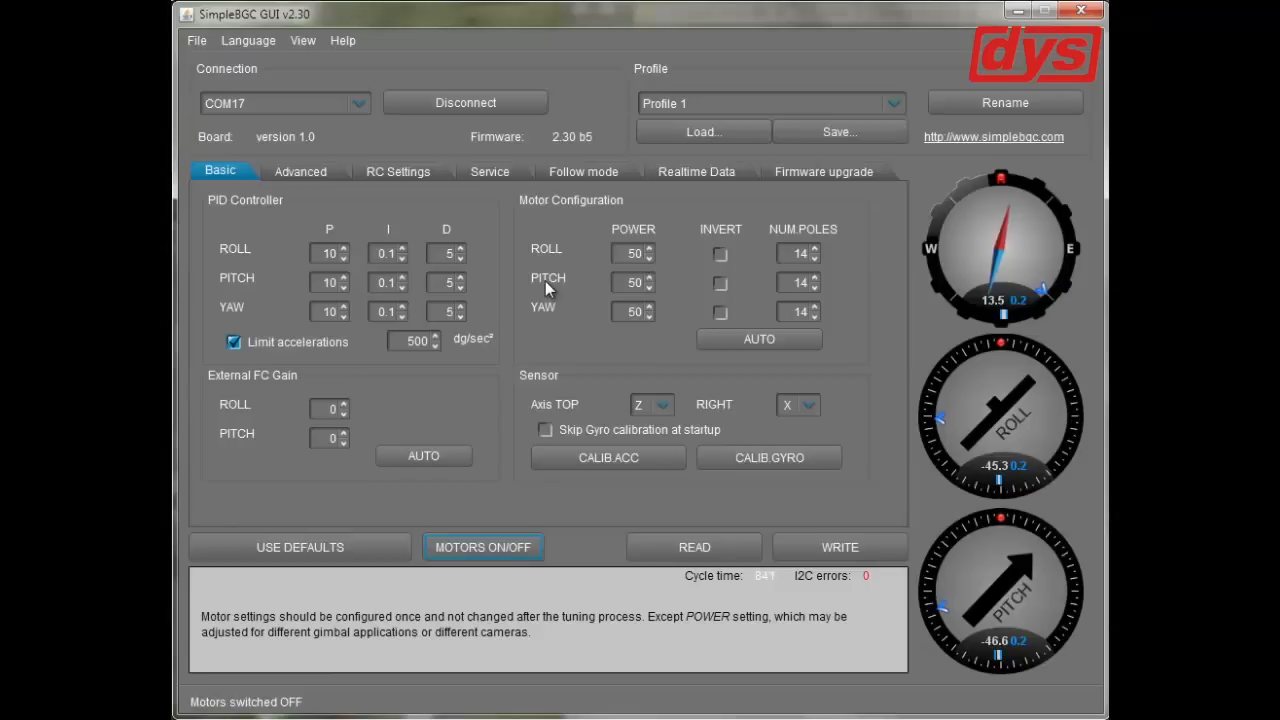 SimpleBGC GUI v2.30
File Language View Help
dys
Connection
Profile
COM17
Disconnect
Profile 1
Rename
Load...
Save...
Board: version 1.0 Firmware: 2.30 b5
http://www.simplebgc.com
Basic Advanced RC Settings Service Follow mode Realtime Data Firmware upgrade
PID Controller
P I D
ROLL 10 0.1 5
PITCH 10 0.1 5
YAW 10 0.1 5
Limit accelerations 500 dg/sec²
External FC Gain
ROLL 0
PITCH 0
AUTO
Motor Configuration
POWER INVERT NUM.POLES
ROLL 50 14
PITCH 50 14
YAW 50 14
AUTO
Sensor
Axis TOP Z RIGHT X
Skip Gyro calibration at startup
CALIB.ACC CALIB.GYRO
W E
13.5 0.2
ROLL
-45.3 0.2
PITCH
-46.6 0.2
USE DEFAULTS MOTORS ON/OFF READ WRITE
Cycle time: I2C errors: 0
Motor settings should be configured once and not changed after the tuning process. Except POWER setting, which may be
adjusted for different gimbal applications or different cameras.
Motors switched OFF